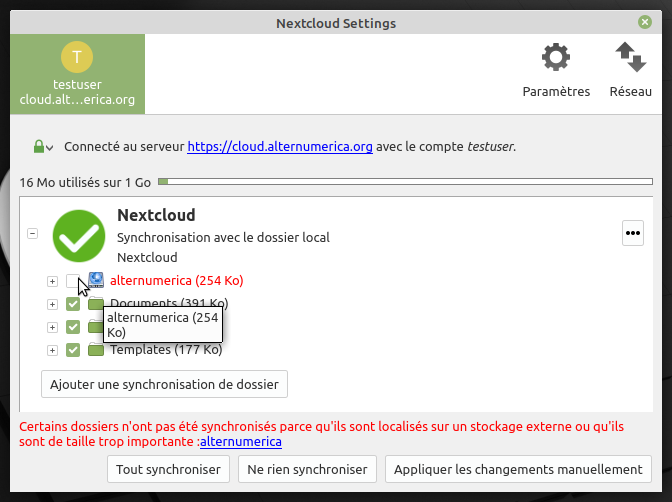 Nextcloud Settings
T
testuser
cloud.alt...erica.org
Paramètres
Réseau
Connecté au serveur https://cloud.alternumerica.org avec le compte testuser.
16 Mo utilisés sur 1 Go
Nextcloud
Synchronisation avec le dossier local
Nextcloud
alternumerica (254 Ko)
Documents (391 Ko)
alternumerica (254
Ko)
Templates (177 Ko)
Ajouter une synchronisation de dossier
Certains dossiers n'ont pas été synchronisés parce qu'ils sont localisés sur un stockage externe ou qu'ils
sont de taille trop importante :alternumerica
Tout synchroniser
Ne rien synchroniser
Appliquer les changements manuellement